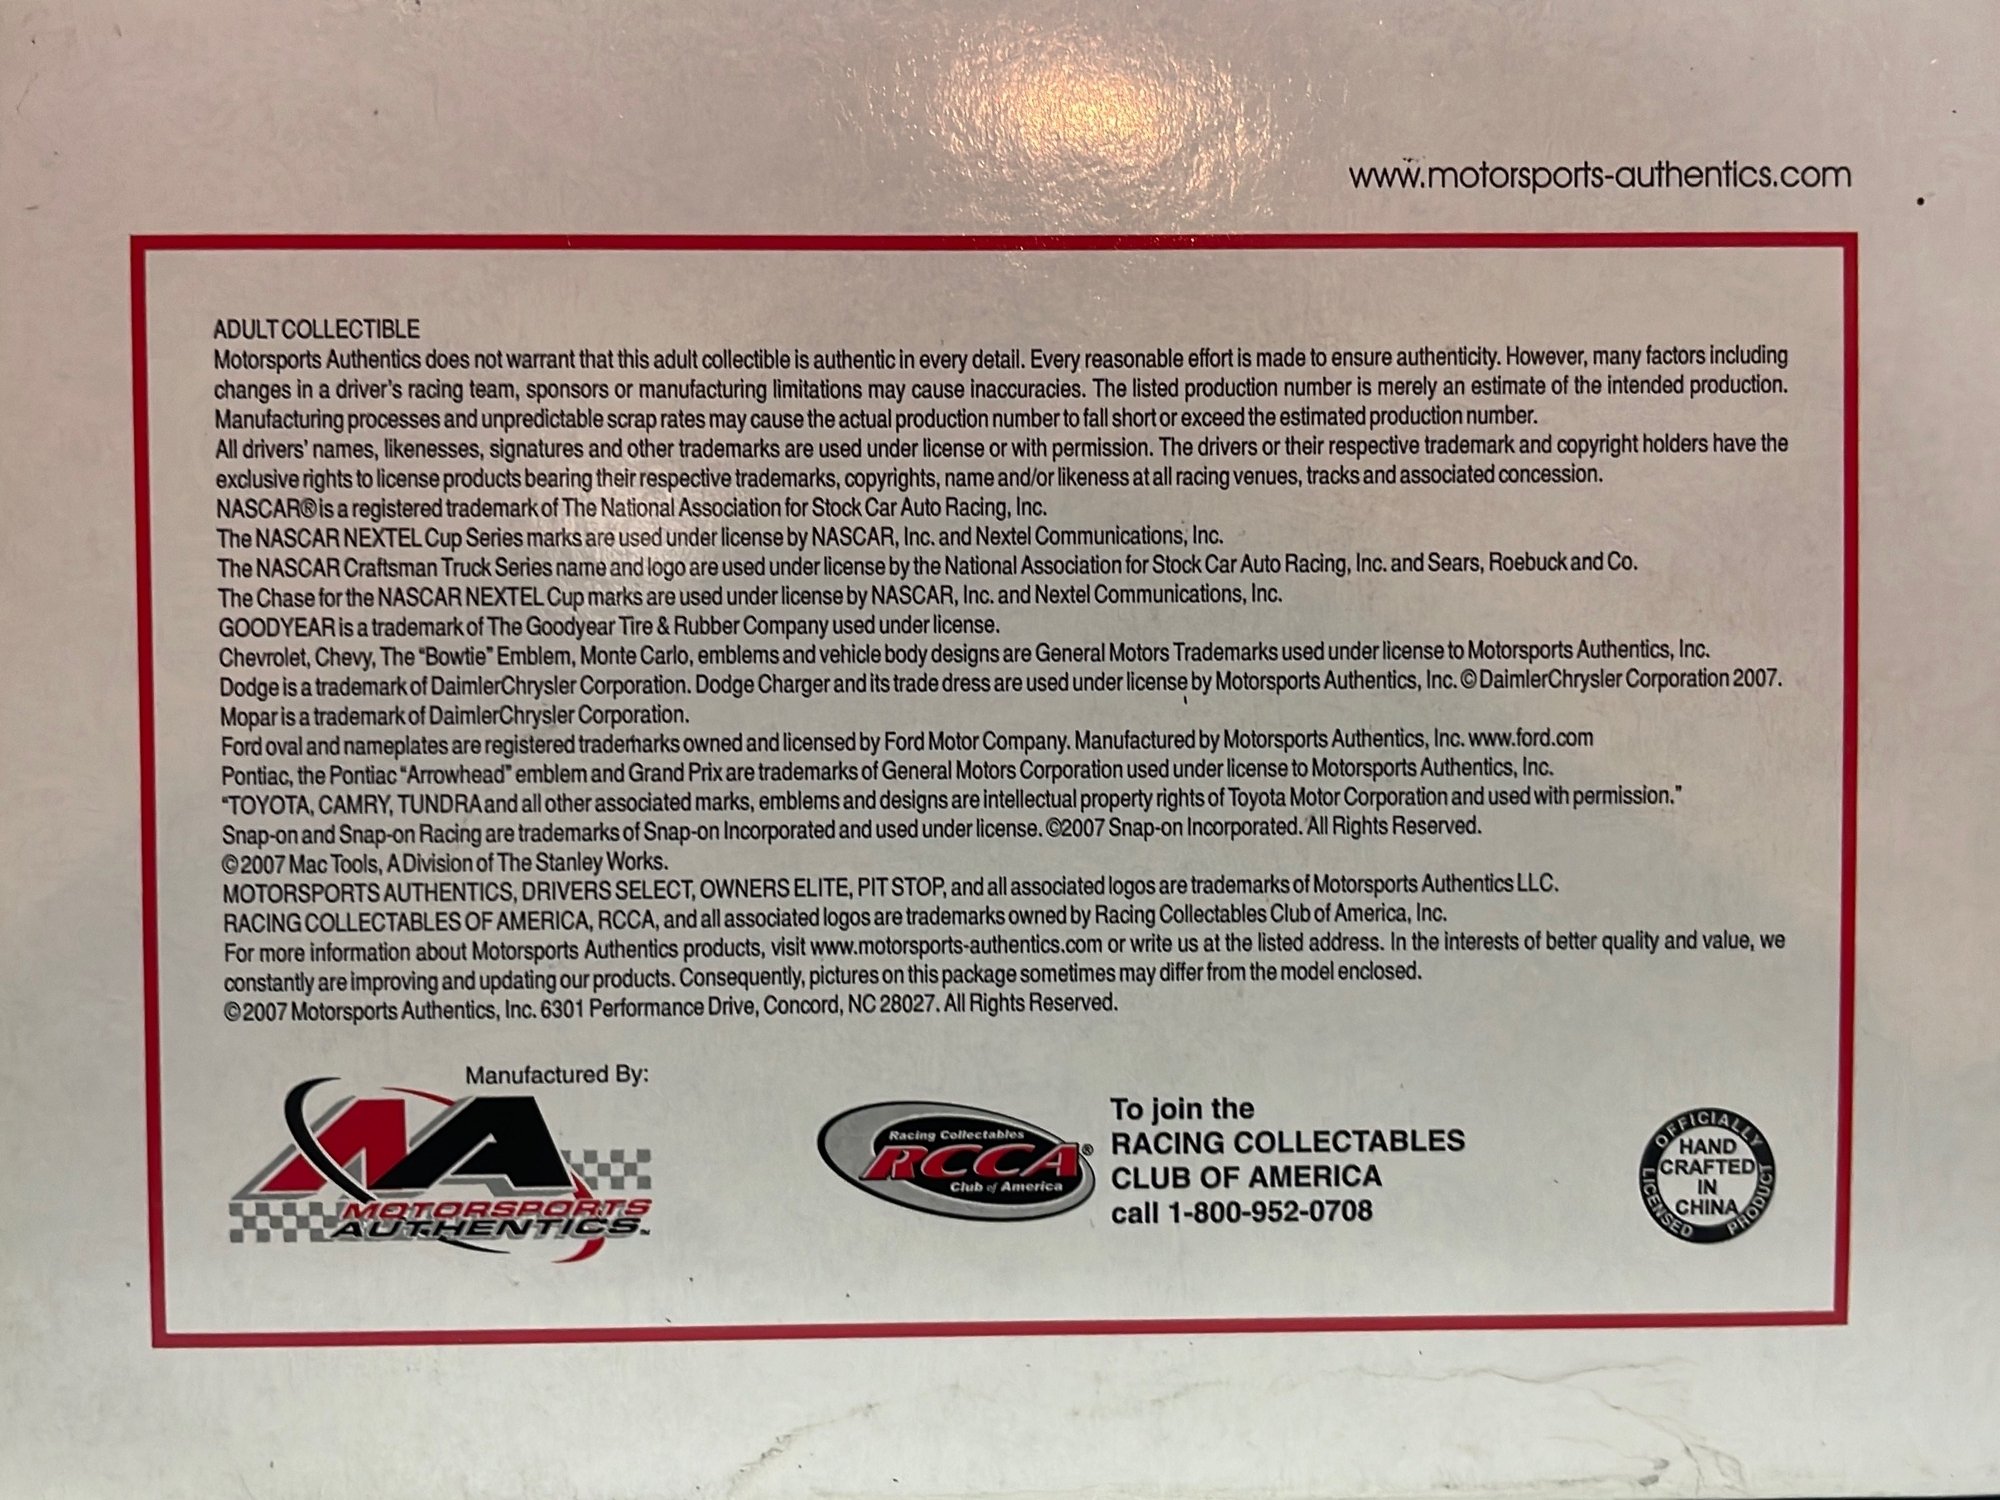 www.motorsports-authentics.com
ADULT COLLECTIBLE
Motorsports Authentics does not warrant that this adult collectible is authentic in every detail. Every reasonable effort is made to ensure authenticity. However, many factors including
changes in a driver's racing team, sponsors or manufacturing limitations may cause inaccuracies. The listed production number is merely an estimate of the intended production.
Manufacturing processes and unpredictable scrap rates may cause the actual production number to fall short or exceed the estimated production number.
All drivers' names, likenesses, signatures and other trademarks are used under license or with permission. The drivers or their respective trademark and copyright holders have the
exclusive rights to license products bearing their respective trademarks, copyrights, name and/or likeness at all racing venues, tracks and associated concession.
NASCAR® is a registered trademark of The National Association for Stock Car Auto Racing, Inc.
The NASCAR NEXTEL Cup Series marks are used under license by NASCAR, Inc. and Nextel Communications, Inc.
The NASCAR Craftsman Truck Series name and logo are used under license by the National Association for Stock Car Auto Racing, Inc. and Sears, Roebuck and Co.
The Chase for the NASCAR NEXTEL Cup marks are used under license by NASCAR, Inc. and Nextel Communications, Inc.
GOODYEAR is a trademark of The Goodyear Tire & Rubber Company used under license.
Chevrolet, Chevy, The "Bowtie" Emblem, Monte Carlo, emblems and vehicle body designs are General Motors Trademarks used under license to Motorsports Authentics, Inc.
Dodge is a trademark of DaimlerChrysler Corporation. Dodge Charger and its trade dress are used under license by Motorsports Authentics, Inc. © DaimlerChrysler Corporation 2007.
Mopar is a trademark of DaimlerChrysler Corporation.
Ford oval and nameplates are registered trademarks owned and licensed by Ford Motor Company. Manufactured by Motorsports Authentics, Inc. www.ford.com
Pontiac, the Pontiac "Arrowhead" emblem and Grand Prix are trademarks of General Motors Corporation used under license to Motorsports Authentics, Inc.
"TOYOTA, CAMRY, TUNDRA and all other associated marks, emblems and designs are intellectual property rights of Toyota Motor Corporation and used with permission."
Snap-on and Snap-on Racing are trademarks of Snap-on Incorporated and used under license. ©2007 Snap-on Incorporated. All Rights Reserved.
©2007 Mac Tools, A Division of The Stanley Works.
MOTORSPORTS AUTHENTICS, DRIVERS SELECT, OWNERS ELITE, PIT STOP, and all associated logos are trademarks of Motorsports Authentics LLC.
RACING COLLECTABLES OF AMERICA, RCCA, and all associated logos are trademarks owned by Racing Collectables Club of America, Inc.
For more information about Motorsports Authentics products, visit www.motorsports-authentics.com or write us at the listed address. In the interests of better quality and value, we
constantly are improving and updating our products. Consequently, pictures on this package sometimes may differ from the model enclosed.
©2007 Motorsports Authentics, Inc. 6301 Performance Drive, Concord, NC 28027. All Rights Reserved.
Manufactured By:
MA
MOTORSPORTS
AUTHENTICS™
Racing Collectables
RCCA®
Club of America
To join the
RACING COLLECTABLES
CLUB OF AMERICA
call 1-800-952-0708
OFFICIALLY LICENSED PRODUCT
HAND
CRAFTED
IN
CHINA